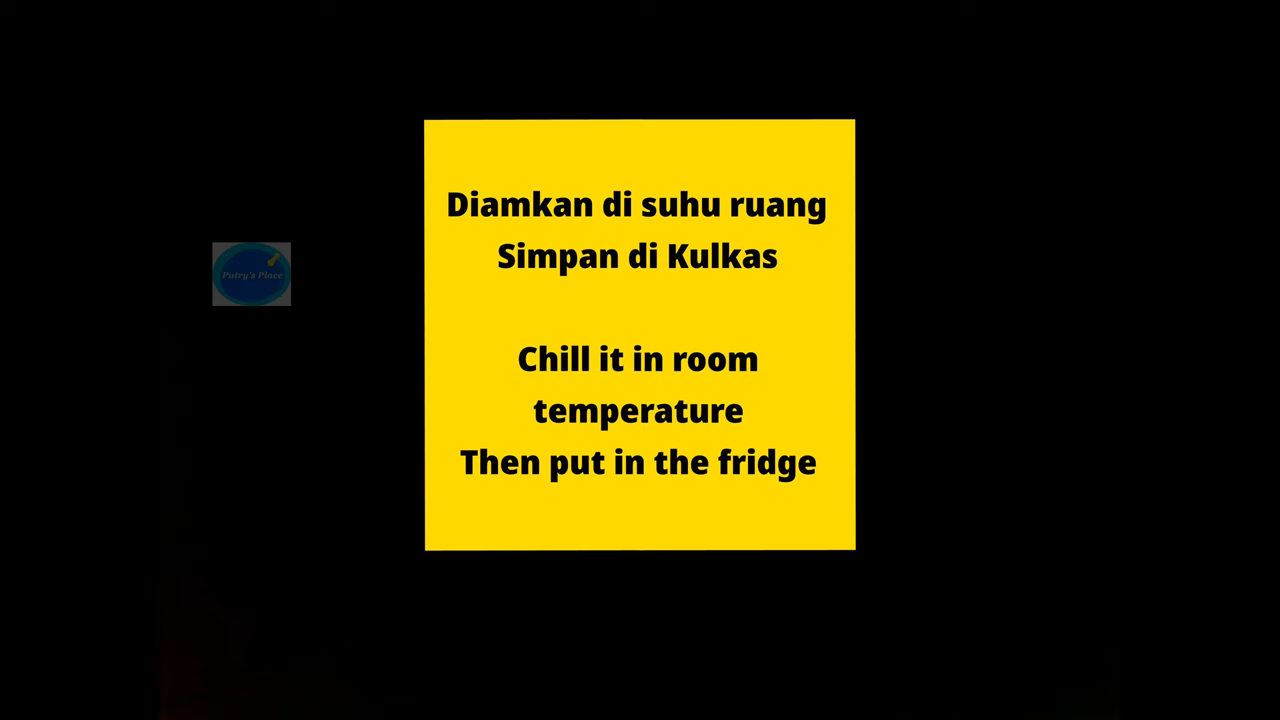 Diamkan di suhu ruang
Simpan di Kulkas
Putry's Place
Chill it in room
temperature
Then put in the fridge